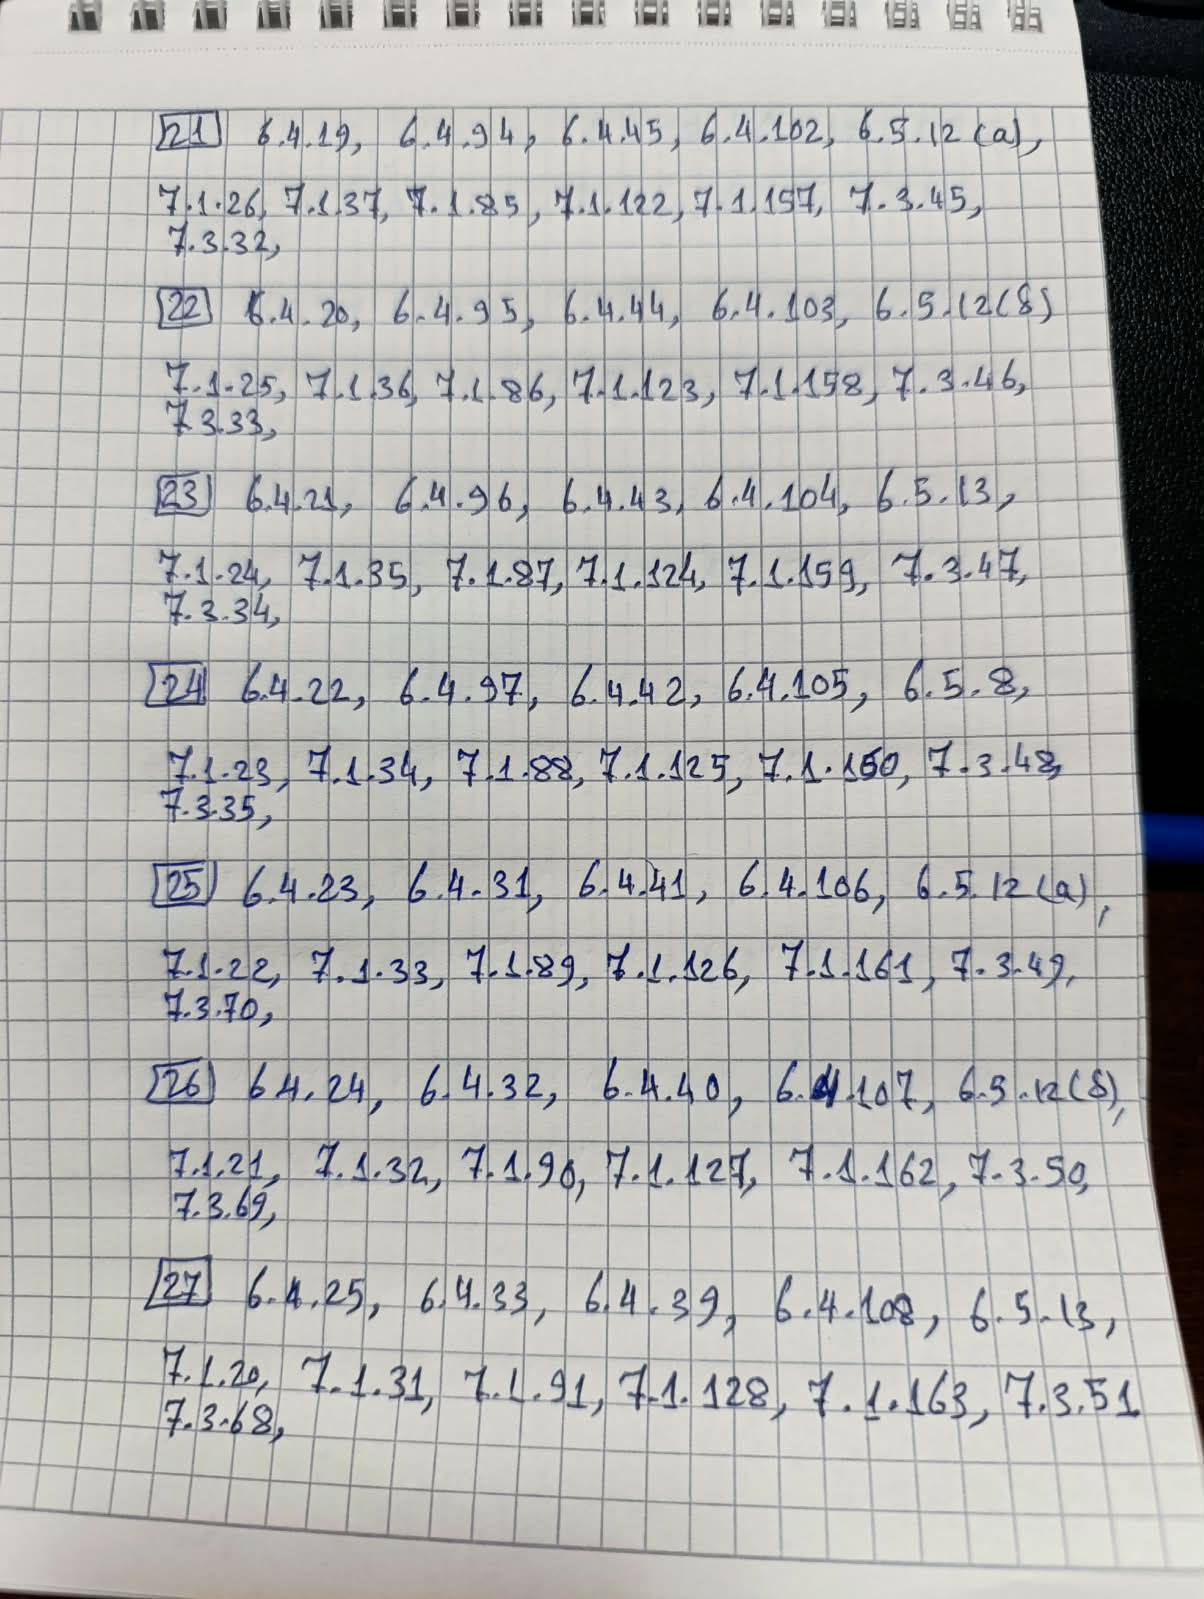 21 6.4.19, 6.4.94, 6.4.45, 6.4.102, 6.5.12(а),
7.1.26, 7.1.37, 7.1.85, 7.1.122, 7.1.157, 7.3.45,
7.3.32,
22 6.4.20, 6.4.95, 6.4.44, 6.4.103, 6.5.12(б)
7.1.25, 7.1.36, 7.1.86, 7.1.123, 7.1.158, 7.3.46,
7.3.33,
23 6.4.21, 6.4.96, 6.4.43, 6.4.104, 6.5.13,
7.1.24, 7.1.35, 7.1.87, 7.1.124, 7.1.159, 7.3.47,
7.3.34,
24 6.4.22, 6.4.97, 6.4.42, 6.4.105, 6.5.8,
7.1.23, 7.1.34, 7.1.88, 7.1.125, 7.1.160, 7.3.48,
7.3.35,
25 6.4.23, 6.4.31, 6.4.41, 6.4.106, 6.5.12(а),
7.1.22, 7.1.33, 7.1.89, 7.1.126, 7.1.161, 7.3.49,
7.3.70,
26 6.4.24, 6.4.32, 6.4.40, 6.4.107, 6.5.12(б),
7.1.21, 7.1.32, 7.1.90, 7.1.127, 7.1.162, 7.3.50,
7.3.69,
27 6.4.25, 6.4.33, 6.4.39, 6.4.108, 6.5.13,
7.1.20, 7.1.31, 7.1.91, 7.1.128, 7.1.163, 7.3.51
7.3.68,